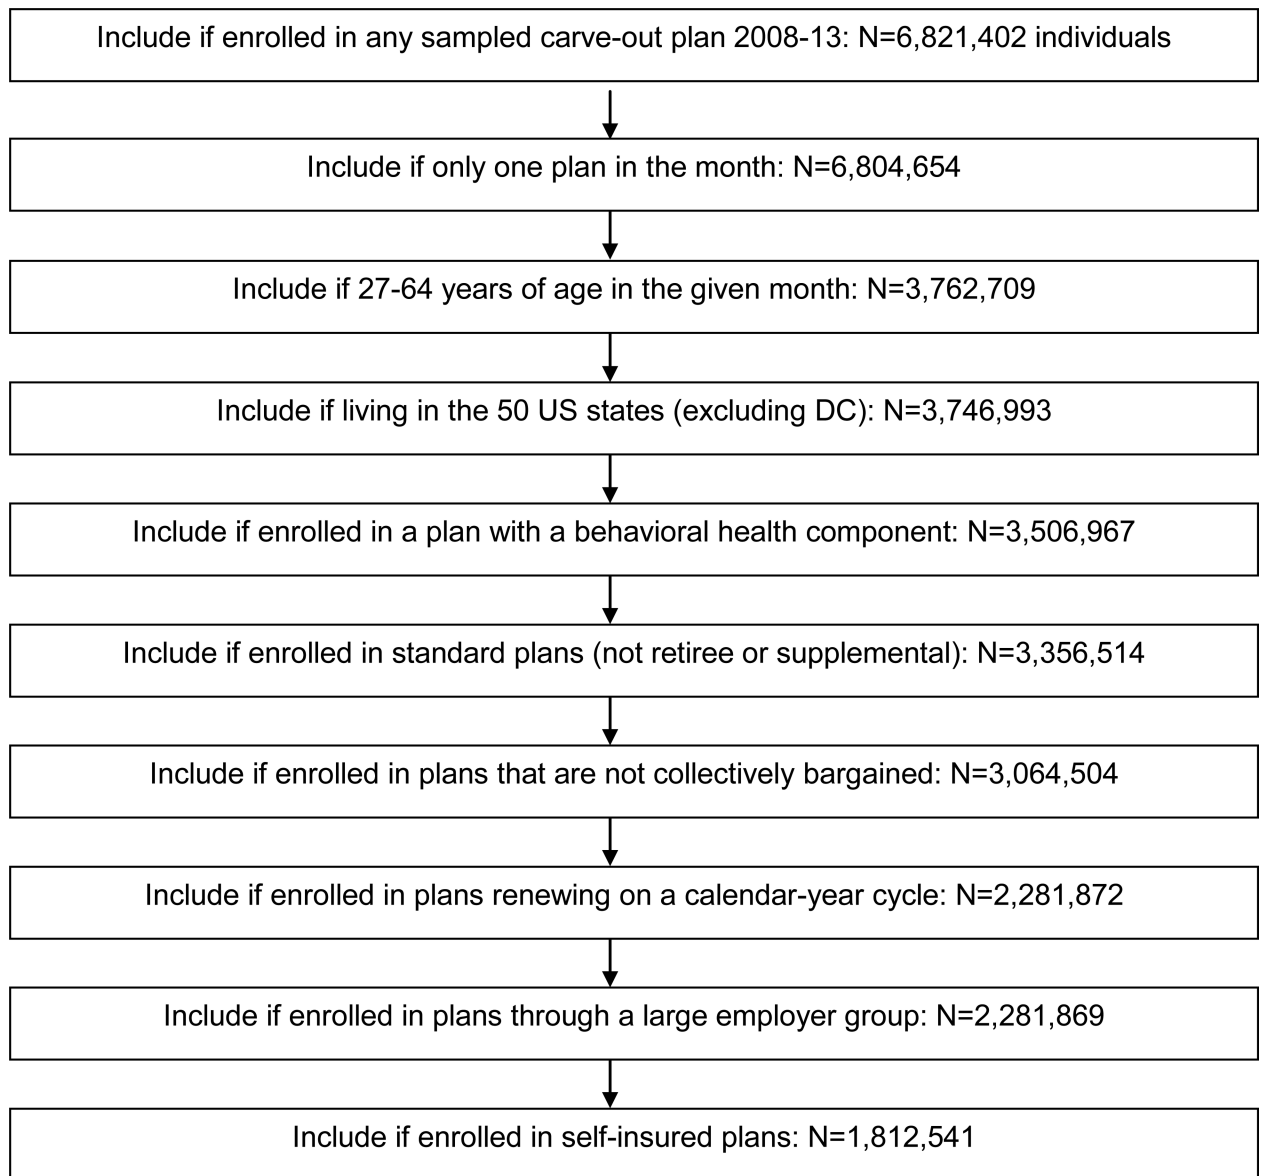 Include if enrolled in any sampled carve-out plan 2008-13: N=6,821,402 individuals
Include if only one plan in the month: N=6,804,654
Include if 27-64 years of age in the given month: N=3,762,709
Include if living in the 50 US states (excluding DC): N=3,746,993
Include if enrolled in a plan with a behavioral health component: N=3,506,967
Include if enrolled in standard plans (not retiree or supplemental): N=3,356,514
Include if enrolled in plans that are not collectively bargained: N=3,064,504
Include if enrolled in plans renewing on a calendar-year cycle: N=2,281,872
Include if enrolled in plans through a large employer group: N=2,281,869
Include if enrolled in self-insured plans: N=1,812,541